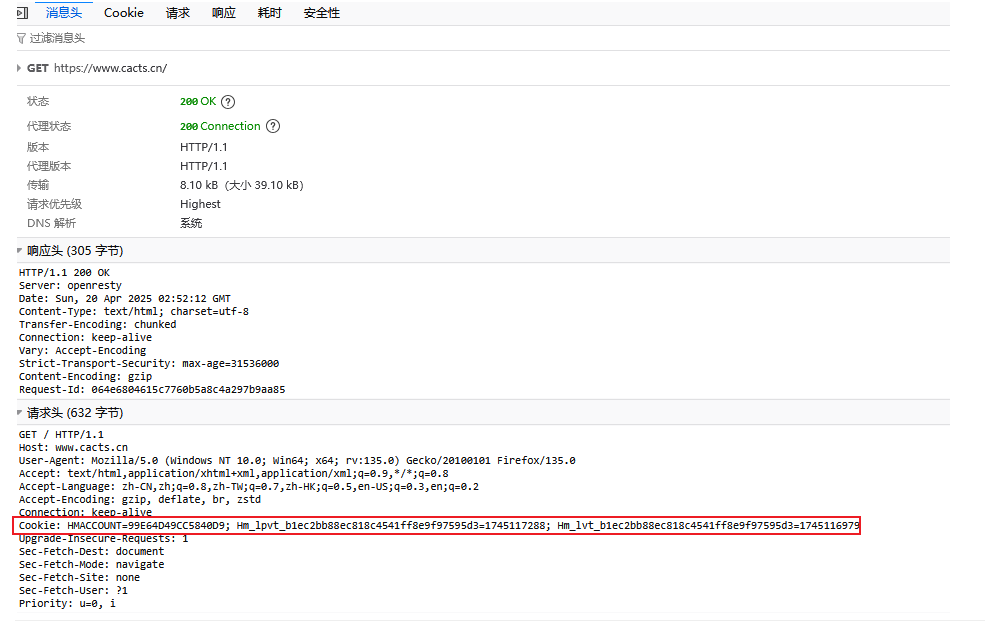 消息头 Cookie 请求 响应 耗时 安全性
过滤消息头
GET https://www.cacts.cn/
状态 200 OK ?
代理状态 200 Connection ?
版本 HTTP/1.1
代理版本 HTTP/1.1
传输 8.10 kB（大小 39.10 kB）
请求优先级 Highest
DNS 解析 系统
响应头 (305 字节)
HTTP/1.1 200 OK
Server: openresty
Date: Sun, 20 Apr 2025 02:52:12 GMT
Content-Type: text/html; charset=utf-8
Transfer-Encoding: chunked
Connection: keep-alive
Vary: Accept-Encoding
Strict-Transport-Security: max-age=31536000
Content-Encoding: gzip
Request-Id: 064e6804615c7760b5a8c4a297b9aa85
请求头 (632 字节)
GET / HTTP/1.1
Host: www.cacts.cn
User-Agent: Mozilla/5.0 (Windows NT 10.0; Win64; x64; rv:135.0) Gecko/20100101 Firefox/135.0
Accept: text/html,application/xhtml+xml,application/xml;q=0.9,*/*;q=0.8
Accept-Language: zh-CN,zh;q=0.8,zh-TW;q=0.7,zh-HK;q=0.5,en-US;q=0.3,en;q=0.2
Accept-Encoding: gzip, deflate, br, zstd
Connection: keep-alive
Cookie: HMACCOUNT=99E64D49CC5840D9; Hm_lpvt_b1ec2bb88ec818c4541ff8e9f97595d3=1745117288; Hm_lvt_b1ec2bb88ec818c4541ff8e9f97595d3=1745116979
Upgrade-Insecure-Requests: 1
Sec-Fetch-Dest: document
Sec-Fetch-Mode: navigate
Sec-Fetch-Site: none
Sec-Fetch-User: ?1
Priority: u=0, i